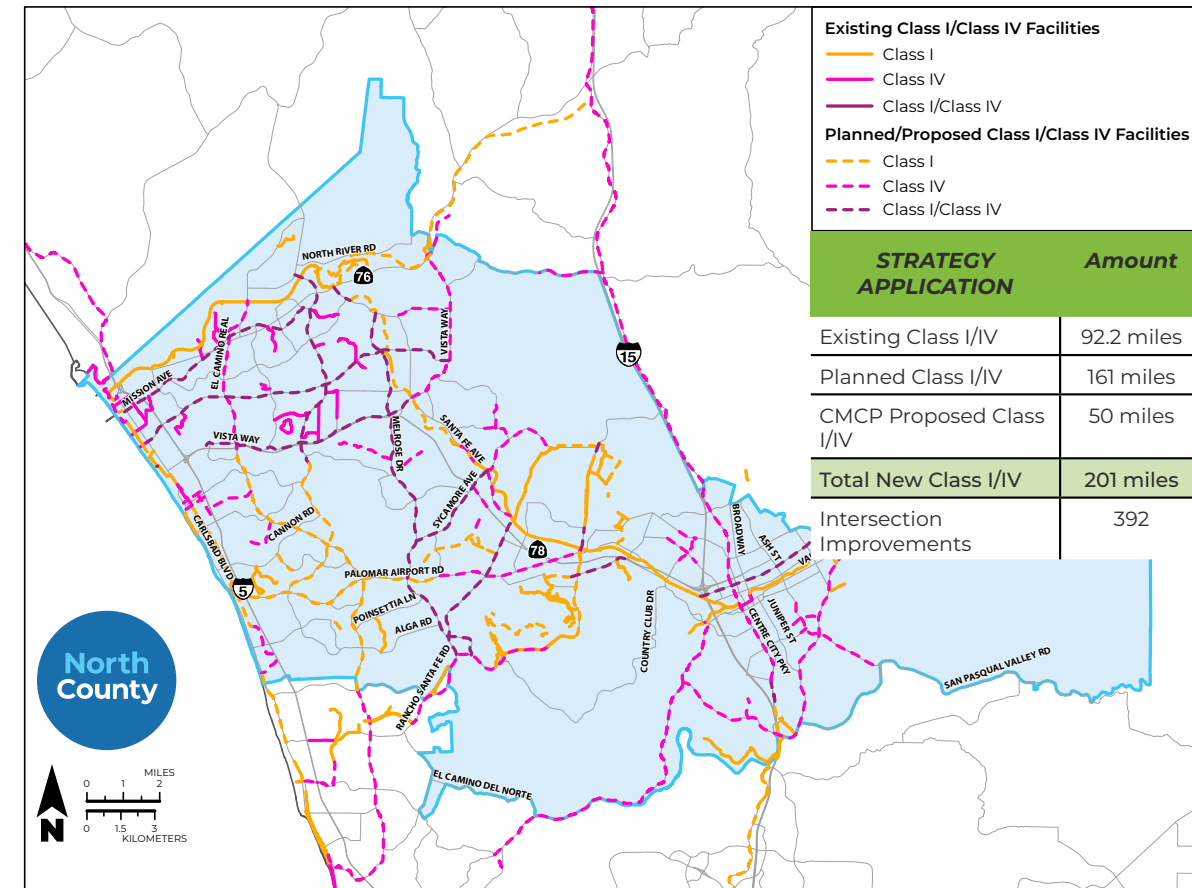 Existing Class I/Class IV Facilities
Class I
Class IV
Class I/Class IV
Planned/Proposed Class I/Class IV Facilities
Class I
Class IV
Class I/Class IV
STRATEGY
APPLICATION
Amount
Existing Class I/IV
92.2 miles
Planned Class I/IV
161 miles
CMCP Proposed Class
I/IV
50 miles
Total New Class I/IV
201 miles
Intersection
Improvements
392
NORTH RIVER RD
76
EL CAMINO REAL
VISTA WAY
15
MISSION AVE
VISTA WAY
MELROSE DR
SANTA FE AVE
SYCAMORE AVE
CANNON RD
CARLSBAD BLVD
78
BROADWAY
ASH ST
PALOMAR AIRPORT RD
5
POINSETTIA LN
ALGA RD
COUNTRY CLUB DR
JUNIPER ST
CENTRE CITY PKY
RANCHO SANTA FE RD
SAN PASQUAL VALLEY RD
EL CAMINO DEL NORTE
North
County
MILES
0 1 2
0 1.5 3
KILOMETERS
N